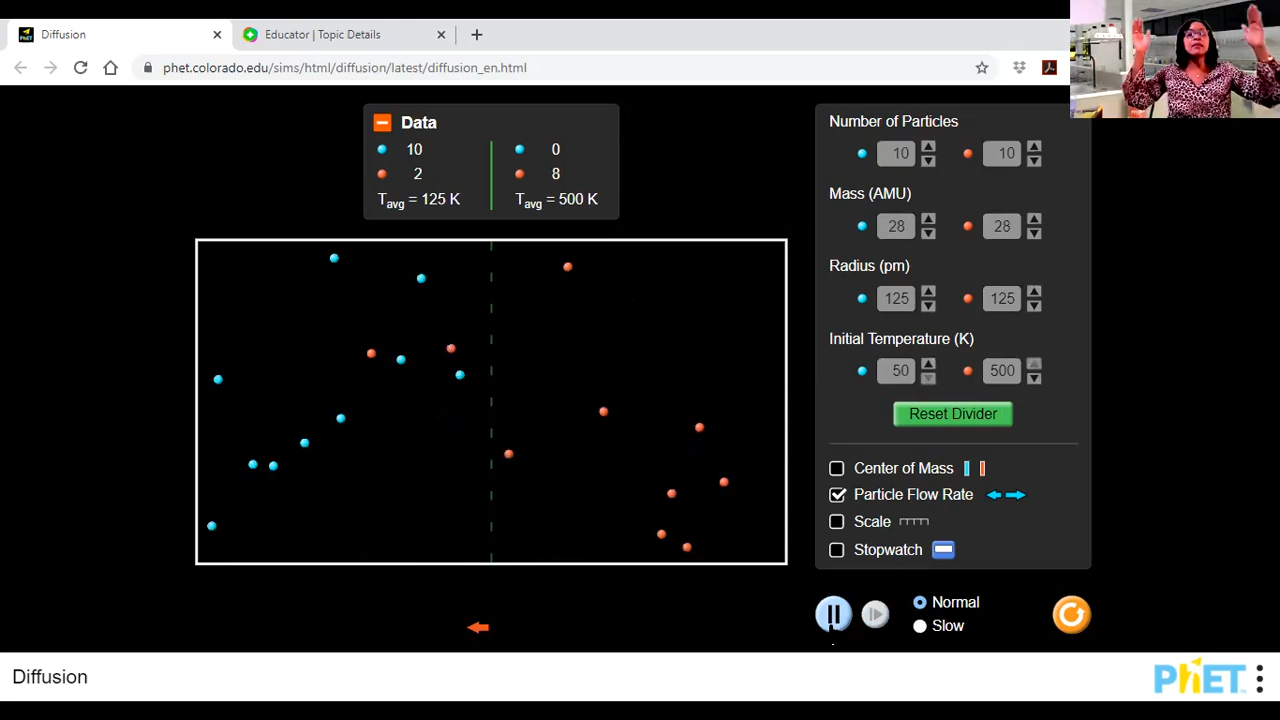 Diffusion
Educator | Topic Details
phet.colorado.edu/sims/html/diffusion/latest/diffusion_en.html
Data
10 0
2 8
Tavg = 125 K Tavg = 500 K
Number of Particles
10 10
Mass (AMU)
28 28
Radius (pm)
125 125
Initial Temperature (K)
50 500
Reset Divider
Center of Mass
Particle Flow Rate
Scale
Stopwatch
Normal
Slow
Diffusion
PhET